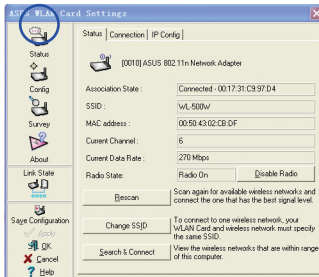 ASUS WLAN Card Settings
Status Connection IP Config
Status
Config
Survey
About
Link State
Save Configuration
Apply
OK
Cancel
Help
[0010] ASUS 802.11n Network Adapter
Association State : Connected - 00:17:31:C9:97:D4
SSID : WL-500W
MAC address : 00:50:43:02:CB:DF
Current Channel : 6
Current Data Rate : 270 Mbps
Radio State: Radio On Disable Radio
Rescan
Scan again for available wireless networks and
connect the one that has the best signal level.
Change SSID
To connect to one wireless network, your
WLAN Card and wireless network must specify
the same SSID.
Search & Connect
View the wireless networks that are within range
of this computer.